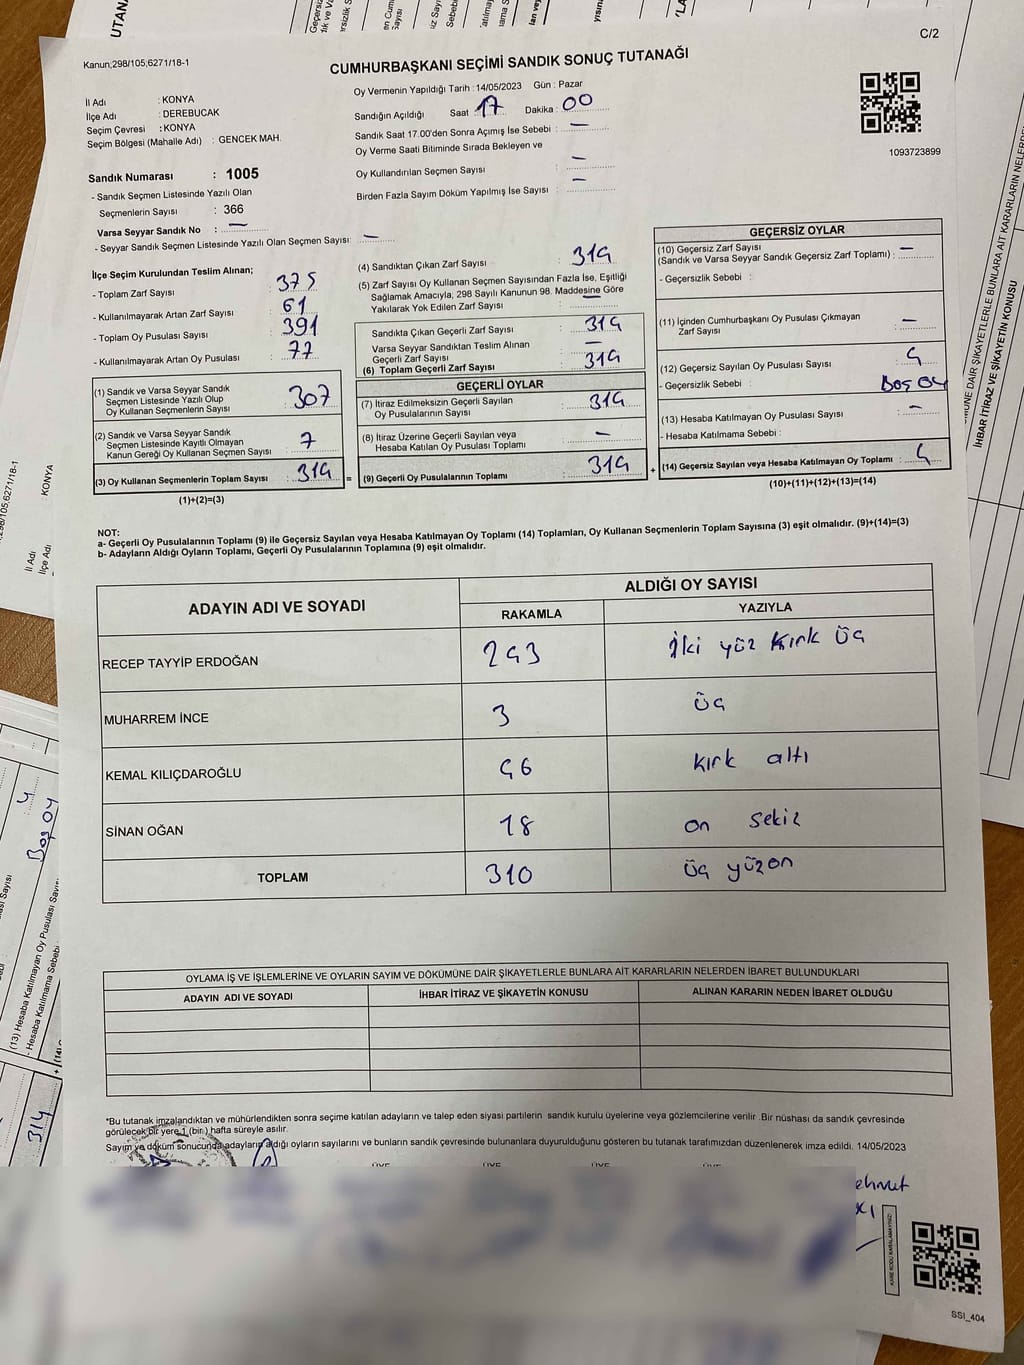 C/2
Kanun;298/105;6271/18-1
CUMHURBAŞKANI SEÇİMİ SANDIK SONUÇ TUTANAĞI
İl Adı : KONYA
İlçe Adı : DEREBUCAK
Seçim Çevresi : KONYA
Seçim Bölgesi (Mahalle Adı) : GENCEK MAH.
Oy Vermenin Yapıldığı Tarih : 14/05/2023 Gün : Pazar
Sandığın Açıldığı Saat : 17 Dakika : 00
Sandık Saat 17.00'den Sonra Açımış İse Sebebi : —
Oy Verme Saati Bitiminde Sırada Bekleyen ve
Oy Kullandırılan Seçmen Sayısı : —
Birden Fazla Sayım Döküm Yapılmış İse Sayısı : —
1093723899
Sandık Numarası : 1005
- Sandık Seçmen Listesinde Yazılı Olan
Seçmenlerin Sayısı : 366
Varsa Seyyar Sandık No : —
- Seyyar Sandık Seçmen Listesinde Yazılı Olan Seçmen Sayısı: —
İlçe Seçim Kurulundan Teslim Alınan;
- Toplam Zarf Sayısı : 375
- Kullanılmayarak Artan Zarf Sayısı : 61
- Toplam Oy Pusulası Sayısı : 391
- Kullanılmayarak Artan Oy Pusulası : 77
(1) Sandık ve Varsa Seyyar Sandık
Seçmen Listesinde Yazılı Olup
Oy Kullanan Seçmenlerin Sayısı : 307
(2) Sandık ve Varsa Seyyar Sandık
Seçmen Listesinde Kayıtlı Olmayan
Kanun Gereği Oy Kullanan Seçmen Sayısı : 7
(3) Oy Kullanan Seçmenlerin Toplam Sayısı : 314
(1)+(2)=(3)
(4) Sandıktan Çıkan Zarf Sayısı : 314
(5) Zarf Sayısı Oy Kullanan Seçmen Sayısından Fazla İse, Eşitliği
Sağlamak Amacıyla, 298 Sayılı Kanunun 98. Maddesine Göre
Yakılarak Yok Edilen Zarf Sayısı : —
Sandıkta Çıkan Geçerli Zarf Sayısı : 314
Varsa Seyyar Sandıktan Teslim Alınan
Geçerli Zarf Sayısı : —
(6) Toplam Geçerli Zarf Sayısı : 314
GEÇERLİ OYLAR
(7) İtiraz Edilmeksizin Geçerli Sayılan
Oy Pusulalarının Sayısı : 314
(8) İtiraz Üzerine Geçerli Sayılan veya
Hesaba Katılan Oy Pusulası Toplamı : —
= (9) Geçerli Oy Pusulalarının Toplamı : 314 +
GEÇERSİZ OYLAR
(10) Geçersiz Zarf Sayısı
(Sandık ve Varsa Seyyar Sandık Geçersiz Zarf Toplamı) : —
- Geçersizlik Sebebi :
(11) İçinden Cumhurbaşkanı Oy Pusulası Çıkmayan
Zarf Sayısı : —
(12) Geçersiz Sayılan Oy Pusulası Sayısı : 4
- Geçersizlik Sebebi : Boş oy
(13) Hesaba Katılmayan Oy Pusulası Sayısı : —
- Hesaba Katılmama Sebebi :
(14) Geçersiz Sayılan veya Hesaba Katılmayan Oy Toplamı : 4
(10)+(11)+(12)+(13)=(14)
NOT:
a- Geçerli Oy Pusulalarının Toplamı (9) ile Geçersiz Sayılan veya Hesaba Katılmayan Oy Toplamı (14) Toplamları, Oy Kullanan Seçmenlerin Toplam Sayısına (3) eşit olmalıdır. (9)+(14)=(3)
b- Adayların Aldığı Oyların Toplamı, Geçerli Oy Pusulalarının Toplamına (9) eşit olmalıdır.
ADAYIN ADI VE SOYADI ALDIĞI OY SAYISI
RAKAMLA YAZIYLA
RECEP TAYYİP ERDOĞAN 243 İki yüz kırk üç
MUHARREM İNCE 3 üç
KEMAL KILIÇDAROĞLU 46 kırk altı
SİNAN OĞAN 18 on sekiz
TOPLAM 310 üç yüz on
OYLAMA İŞ VE İŞLEMLERİNE VE OYLARIN SAYIM VE DÖKÜMÜNE DAİR ŞİKAYETLERLE BUNLARA AİT KARARLARIN NELERDEN İBARET BULUNDUKLARI
ADAYIN ADI VE SOYADI İHBAR İTİRAZ VE ŞİKAYETİN KONUSU ALINAN KARARIN NEDEN İBARET OLDUĞU
*Bu tutanak imzalandıktan ve mühürlendikten sonra seçime katılan adayların ve talep eden siyasi partilerin sandık kurulu üyelerine veya gözlemcilerine verilir .Bir nüshası da sandık çevresinde
görülecek bir yere 1 (bir ) hafta süreyle asılır.
Sayım ve döküm sonucunda adayların aldığı oyların sayılarını ve bunların sandık çevresinde bulunanlara duyurulduğunu gösteren bu tutanak tarafımızdan düzenlenerek imza edildi. 14/05/2023
SSI_404